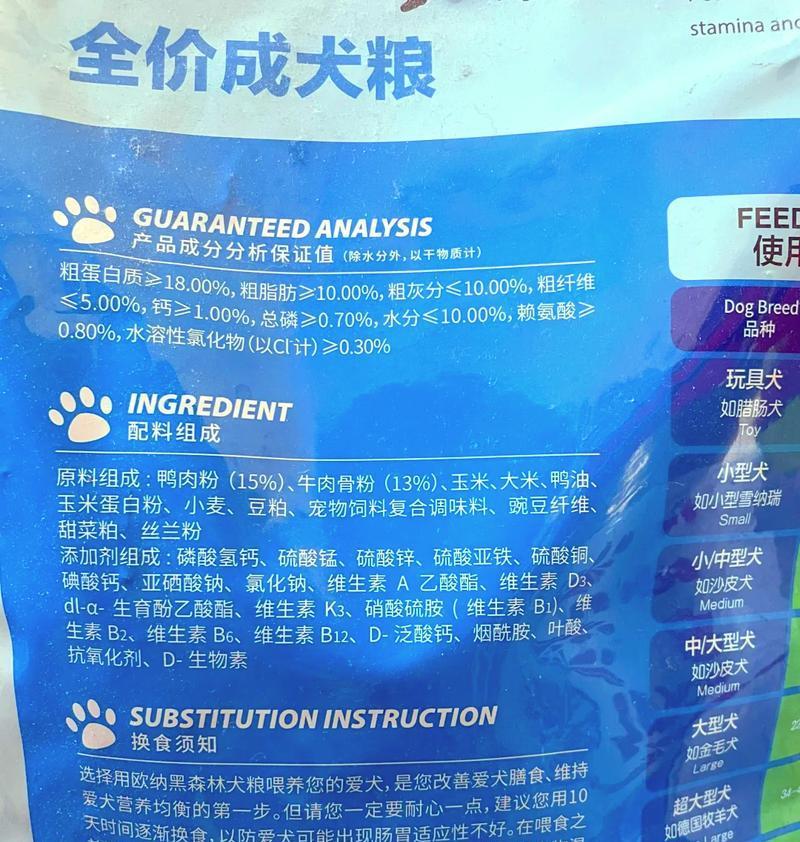 stamina and
全价成犬粮
GUARANTEED ANALYSIS
产品成分分析保证值（除水分外,以干物质计）
粗蛋白质≥18.00%,粗脂肪≥10.00%,粗灰分≤10.00%,粗纤维
≤5.00%,钙≥1.00%,总磷≥0.70%,水分≤10.00%,赖氨酸≥
0.80%,水溶性氯化物(以Cl⁻计)≥0.30%
INGREDIENT
配料组成
原料组成：鸭肉粉（15%）、牛肉骨粉（13%）、玉米、大米、鸭油、
玉米蛋白粉、小麦、豆粕、宠物饲料复合调味料、豌豆纤维、
甜菜粕、丝兰粉
添加剂组成：磷酸氢钙、硫酸锰、硫酸锌、硫酸亚铁、硫酸铜、
碘酸钙、亚硒酸钠、氯化钠、维生素 A 乙酸酯、维生素 D3、
dl-α- 生育酚乙酸酯、维生素 K3、硝酸硫胺（维生素 B1）、维
生素 B2、维生素 B6、维生素 B12、D- 泛酸钙、烟酰胺、叶酸、
抗氧化剂、D- 生物素
SUBSTITUTION INSTRUCTION
换食须知
选择用欧纳黑森林犬粮喂养您的爱犬,是您改善爱犬膳食、维持
爱犬营养均衡的第一步。但请您一定要耐心一点,建议您用10
天时间逐渐换食,以防爱犬可能出现肠胃适应性不好。在喂食之
FEED
使用
Dog Breed
品种
玩具犬
如腊肠犬
Toy
小型犬
如小型雪纳瑞
Small
小/中型犬
如沙皮犬
Medium
中/大型犬
如沙皮犬
Medium
大型犬
如金毛犬
Large
超大型犬
如德国牧羊犬
Large